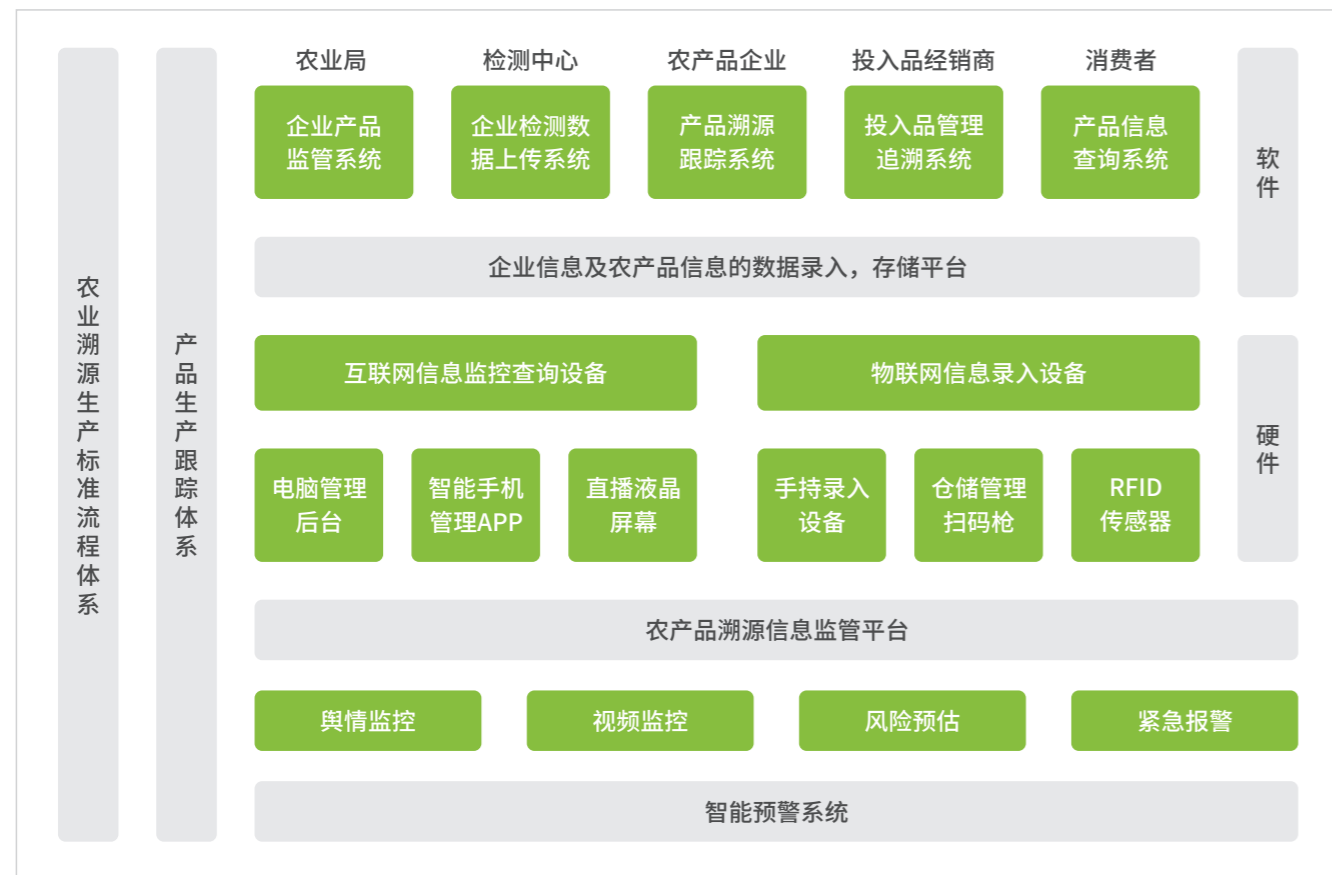 农业溯源生产标准流程体系
产品生产跟踪体系
农业局
检测中心
农产品企业
投入品经销商
消费者
企业产品
监管系统
企业检测数
据上传系统
产品溯源
跟踪系统
投入品管理
追溯系统
产品信息
查询系统
软件
企业信息及农产品信息的数据录入，存储平台
互联网信息监控查询设备
物联网信息录入设备
硬件
电脑管理
后台
智能手机
管理APP
直播液晶
屏幕
手持录入
设备
仓储管理
扫码枪
RFID
传感器
农产品溯源信息监管平台
舆情监控
视频监控
风险预估
紧急报警
智能预警系统